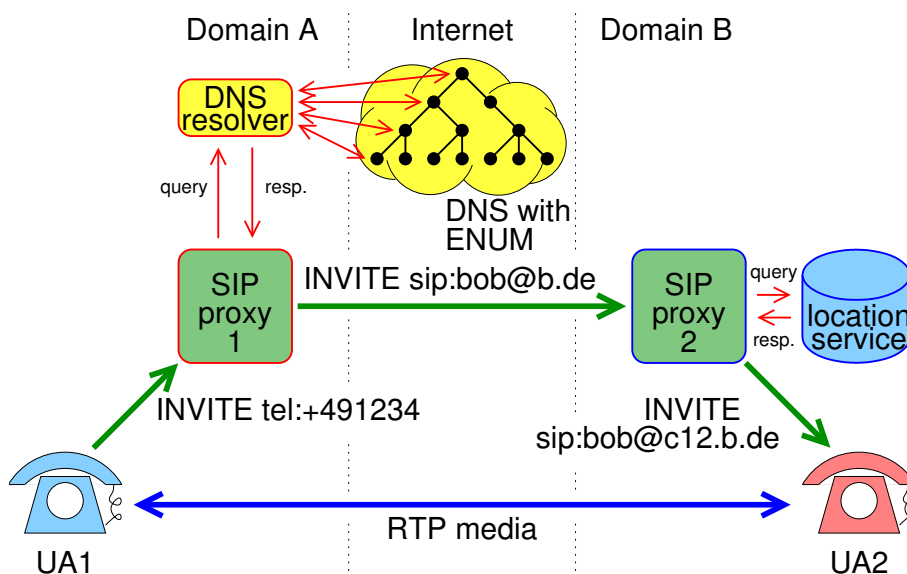 Domain A
Internet
Domain B
DNS
resolver
query
resp.
DNS with
ENUM
SIP
proxy
1
INVITE sip:bob@b.de
SIP
proxy
2
query
resp.
location
service
INVITE tel:+491234
INVITE
sip:bob@c12.b.de
RTP media
UA1
UA2